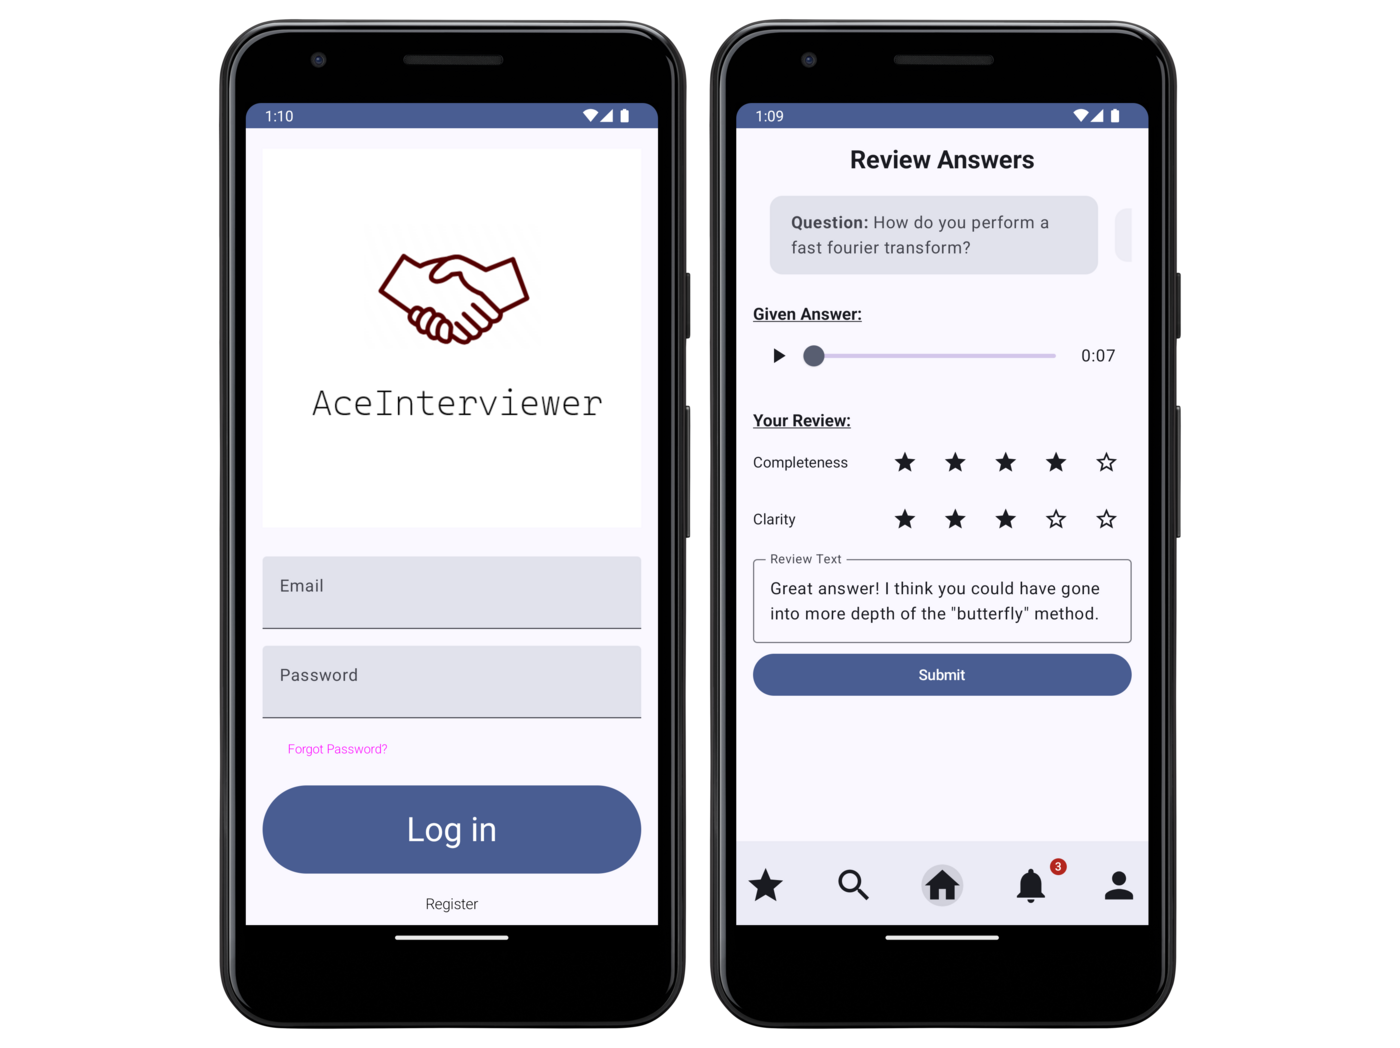 1:10
AceInterviewer
Email
Password
Forgot Password?
Log in
Register
1:09
Review Answers
Question: How do you perform a
fast fourier transform?
Given Answer:
0:07
Your Review:
Completeness
Clarity
Review Text
Great answer! I think you could have gone
into more depth of the "butterfly" method.
Submit
3